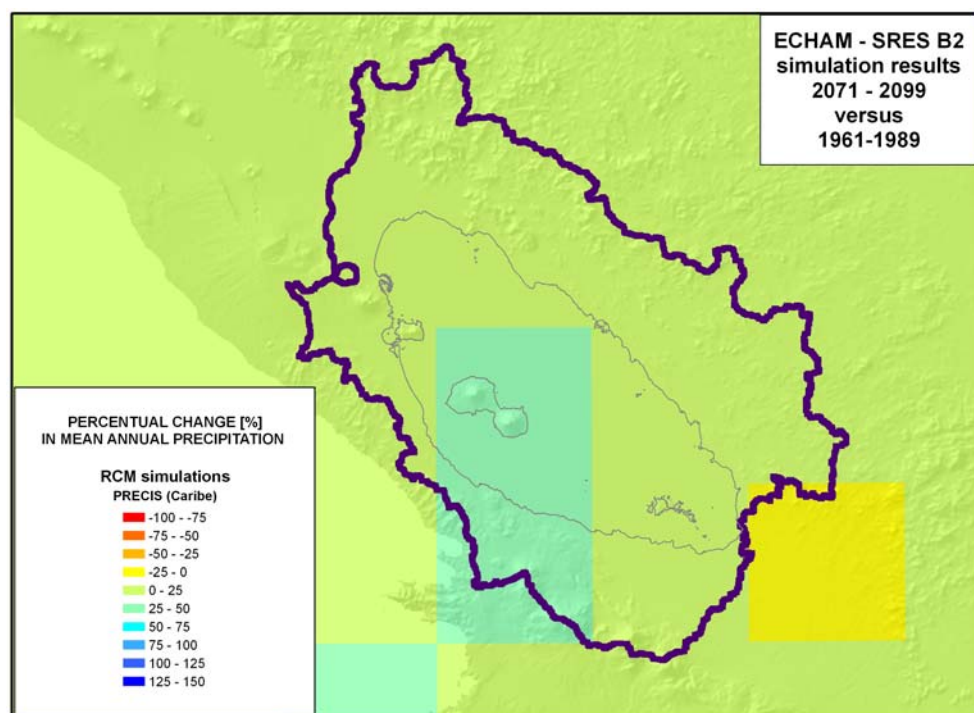 ECHAM - SRES B2
simulation results
2071 - 2099
versus
1961-1989
PERCENTUAL CHANGE [%]
IN MEAN ANNUAL PRECIPITATION
RCM simulations
PRECIS (Caribe)
-100 - -75
-75 - -50
-50 - -25
-25 - 0
0 - 25
25 - 50
50 - 75
75 - 100
100 - 125
125 - 150